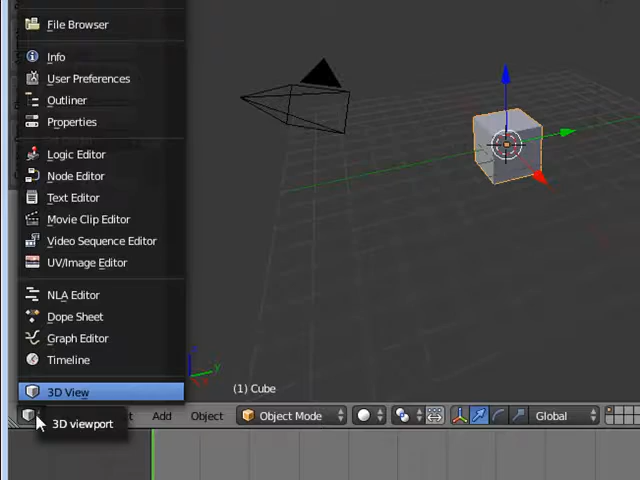 File Browser
Info
User Preferences
Outliner
Properties
Logic Editor
Node Editor
Text Editor
Movie Clip Editor
Video Sequence Editor
UV/Image Editor
NLA Editor
Dope Sheet
Graph Editor
Timeline
3D View
3D viewport
y
(1) Cube
Add Object Object Mode Global